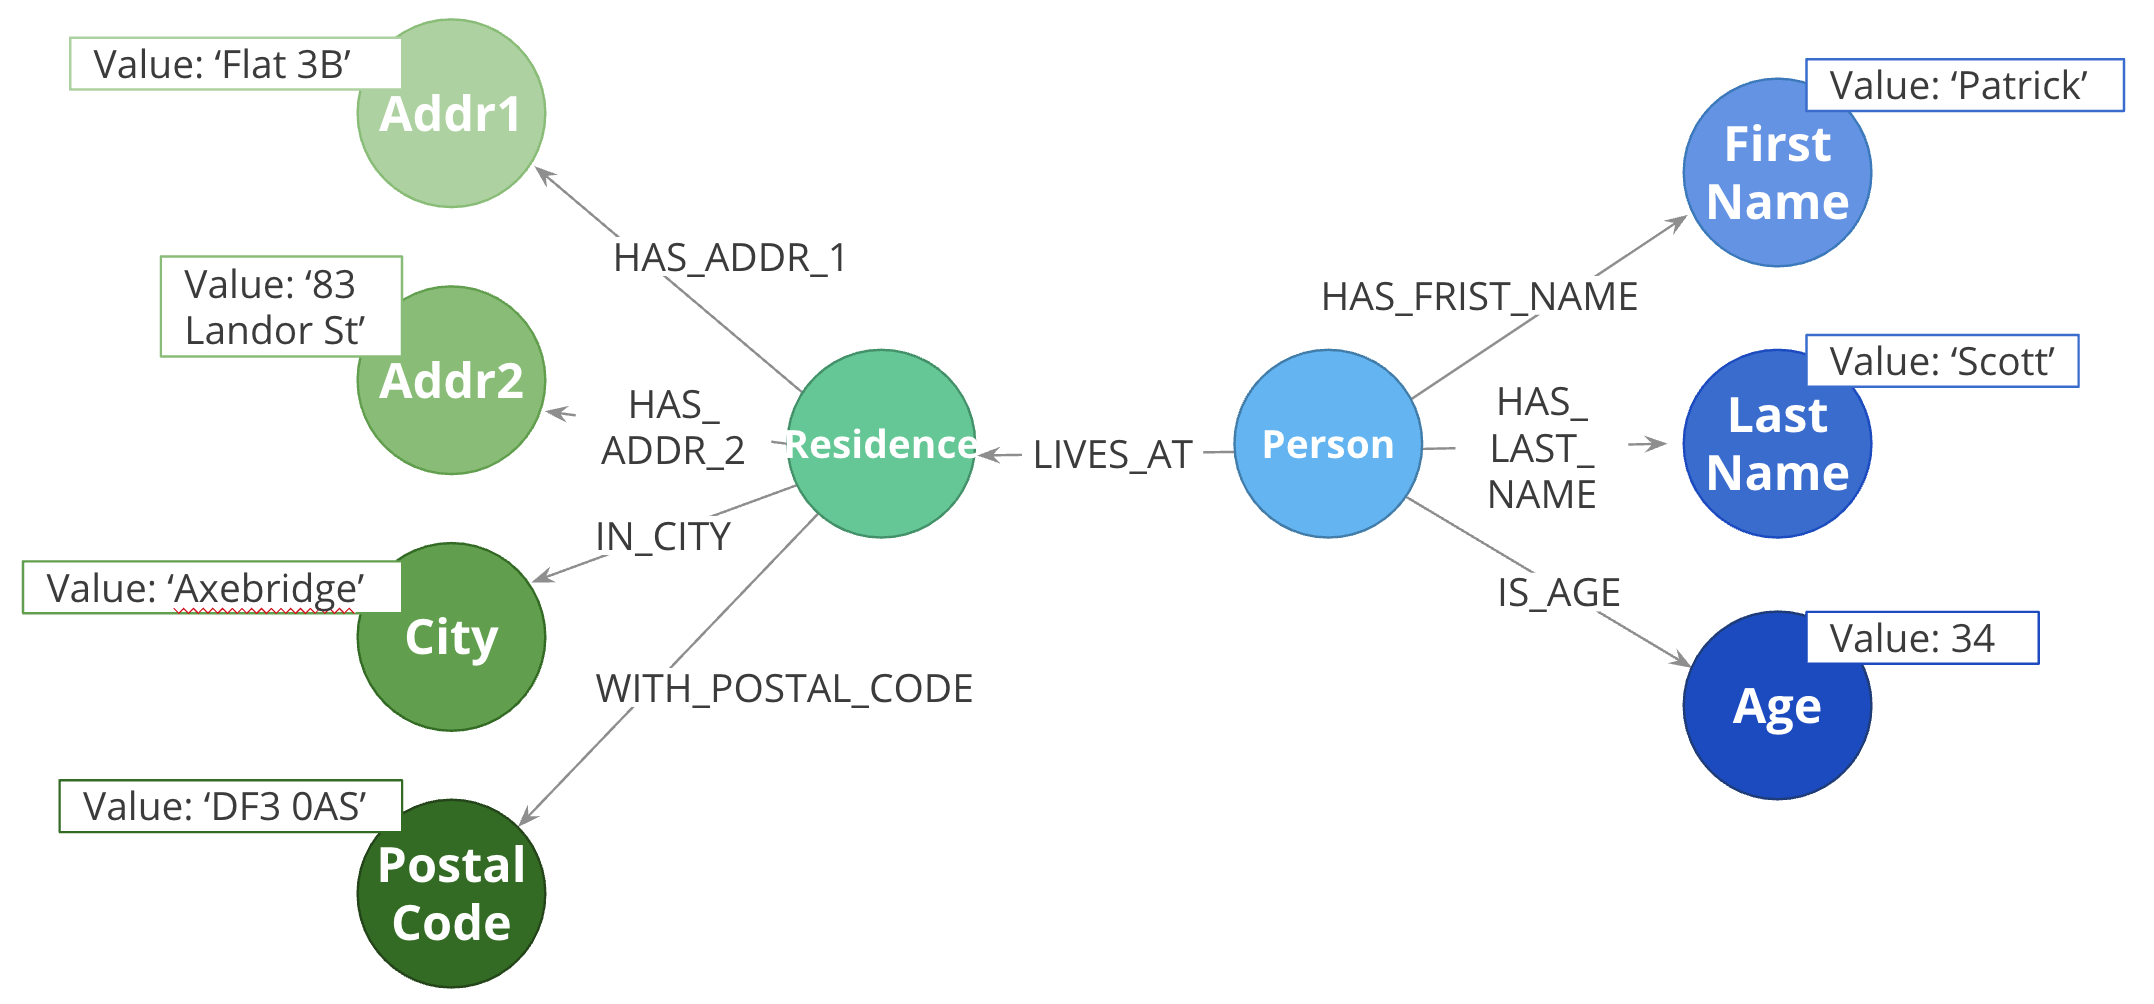 Value: ‘Flat 3B’
Addr1
HAS_ADDR_1
Value: ‘83
Landor St’
Addr2
HAS_
ADDR_2
Residence
LIVES_AT
Person
IN_CITY
Value: ‘Axebridge’
City
WITH_POSTAL_CODE
Value: ‘DF3 0AS’
Postal
Code
Value: ‘Patrick’
First
Name
HAS_FRIST_NAME
Value: ‘Scott’
Last
Name
HAS_
LAST_
NAME
IS_AGE
Value: 34
Age